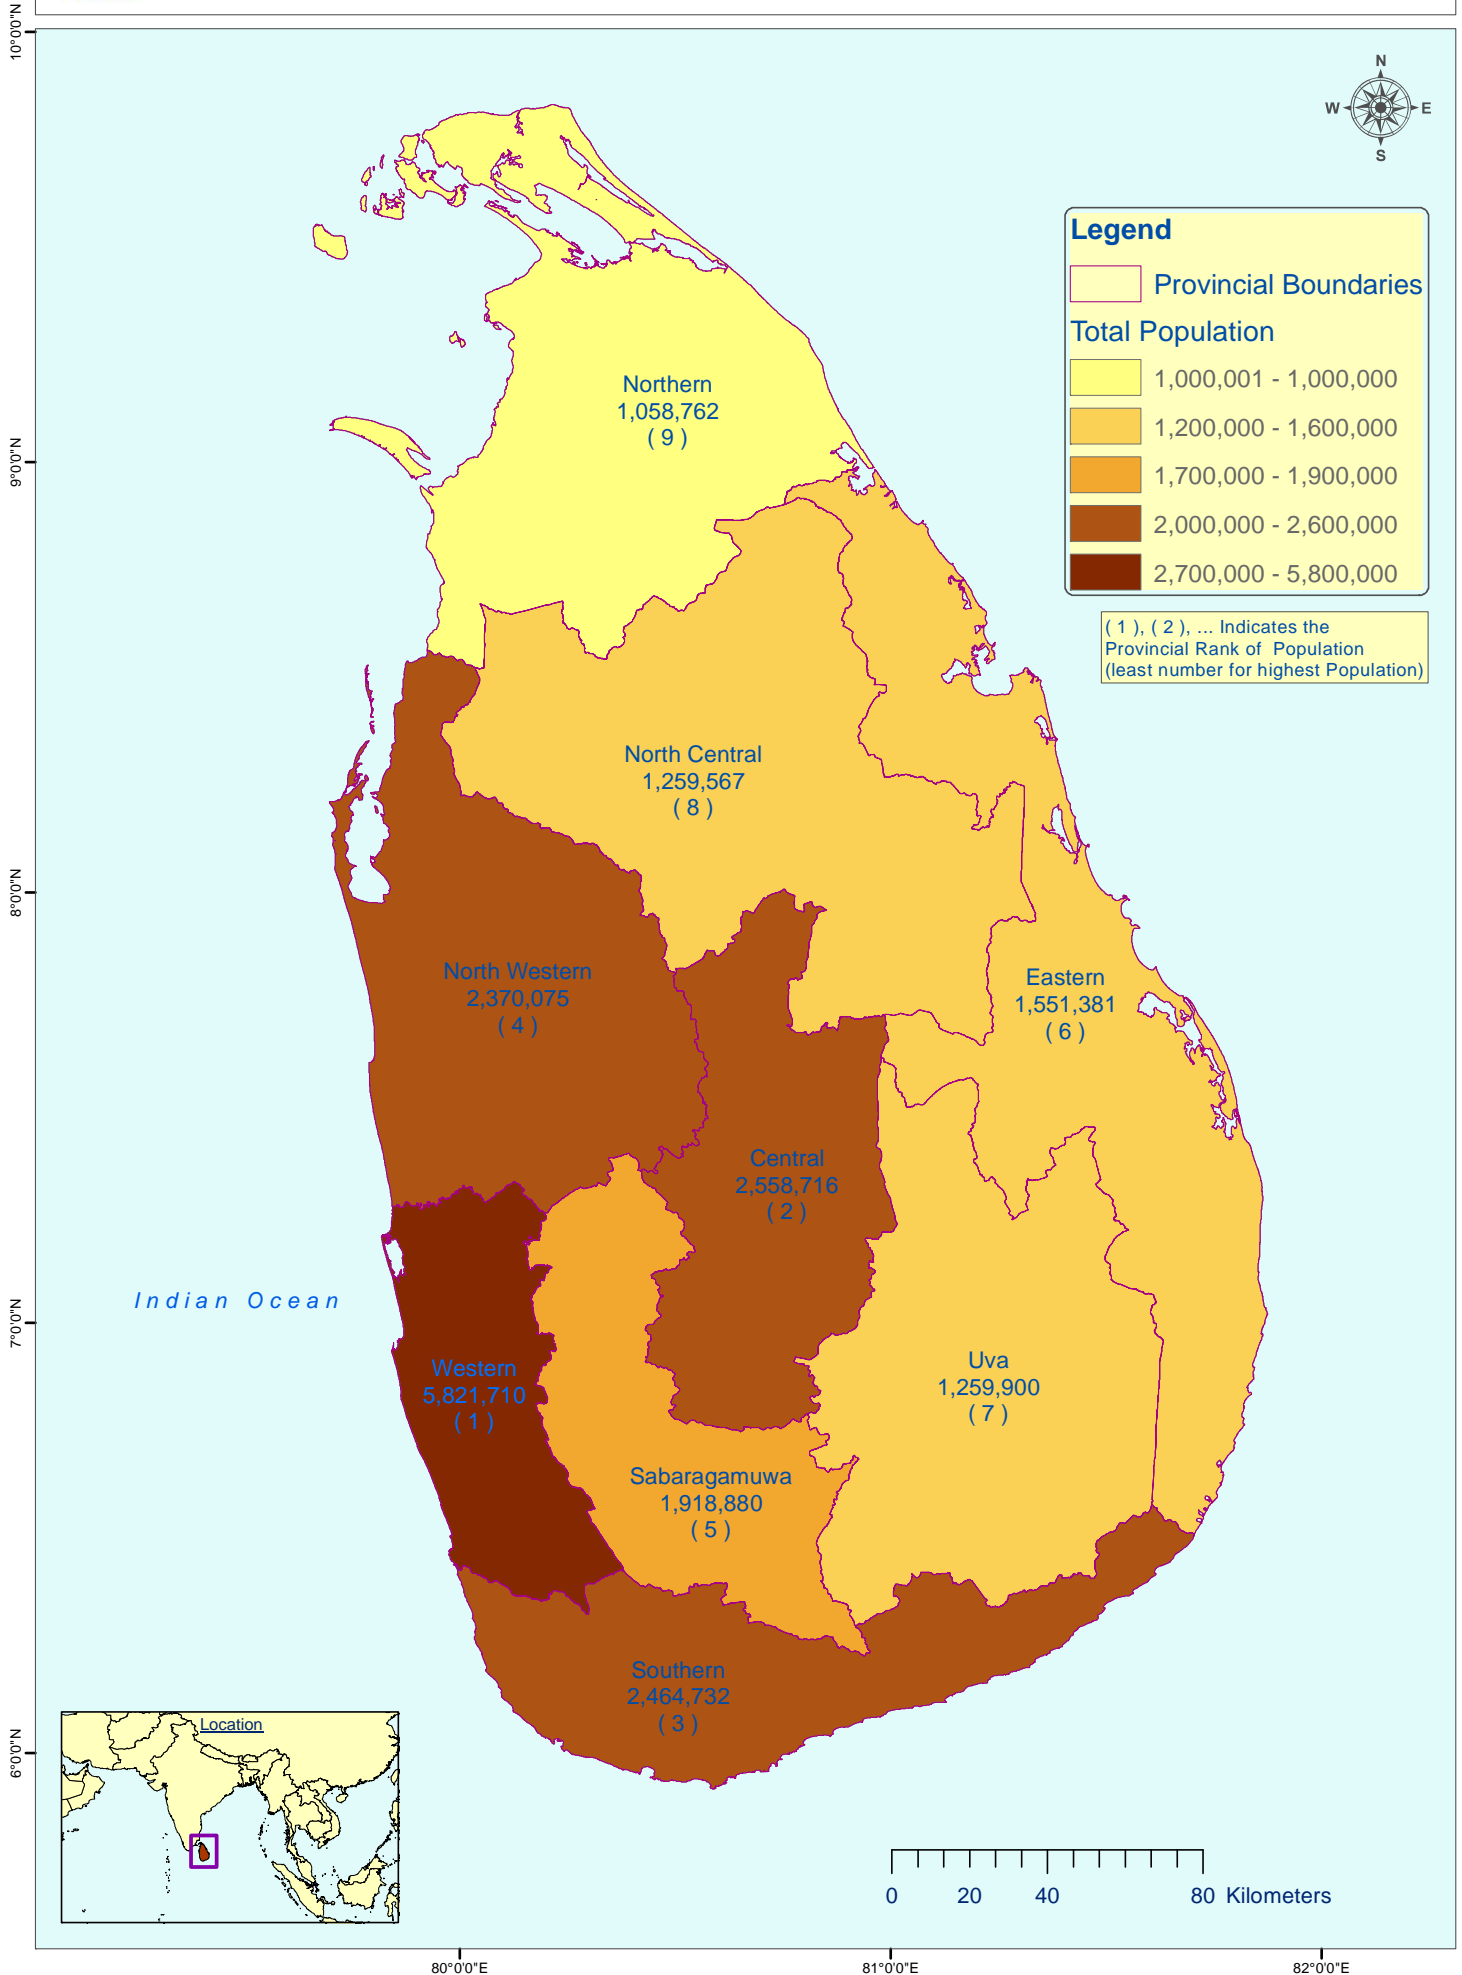 10°0'0"N
N
W
E
S
Legend
Provincial Boundaries
Total Population
1,000,001 - 1,000,000
1,200,000 - 1,600,000
1,700,000 - 1,900,000
2,000,000 - 2,600,000
2,700,000 - 5,800,000
( 1 ), ( 2 ), ... Indicates the
Provincial Rank of Population
(least number for highest Population)
Northern
1,058,762
( 9 )
9°0'0"N
North Central
1,259,567
( 8 )
8°0'0"N
North Western
2,370,075
( 4 )
Eastern
1,551,381
( 6 )
Central
2,558,716
( 2 )
Indian Ocean
7°0'0"N
Western
5,821,710
( 1 )
Uva
1,259,900
( 7 )
Sabaragamuwa
1,918,880
( 5 )
Southern
2,464,732
( 3 )
6°0'0"N
Location
0 20 40 80 Kilometers
80°0'0"E 81°0'0"E 82°0'0"E